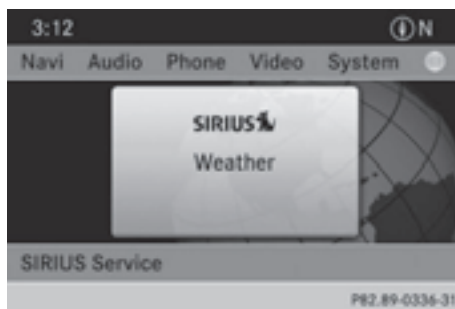 3:12 N
Navi Audio Phone Video System
SIRIUS
Weather
SIRIUS Service
P82.89-0336-31